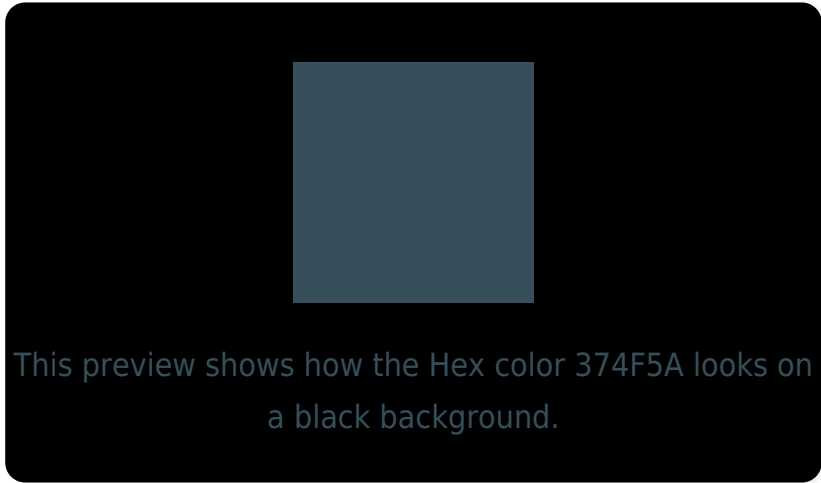 This preview shows how the Hex color 374F5A looks on
a black background.